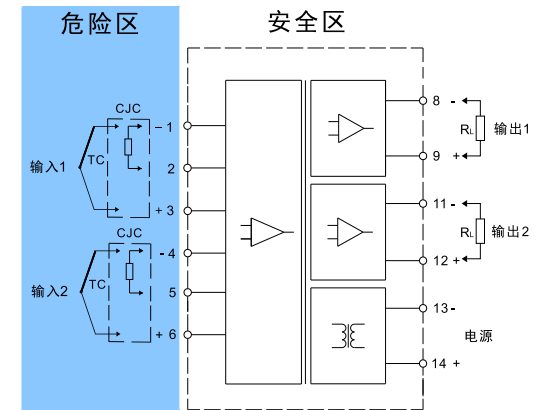 危险区
安全区
CJC
- 1
2
+ 3
TC
输入1
CJC
- 4
5
+ 6
TC
输入2
8 -
9 +
RL
输出1
11 -
12 +
RL
输出2
13 -
14 +
电源